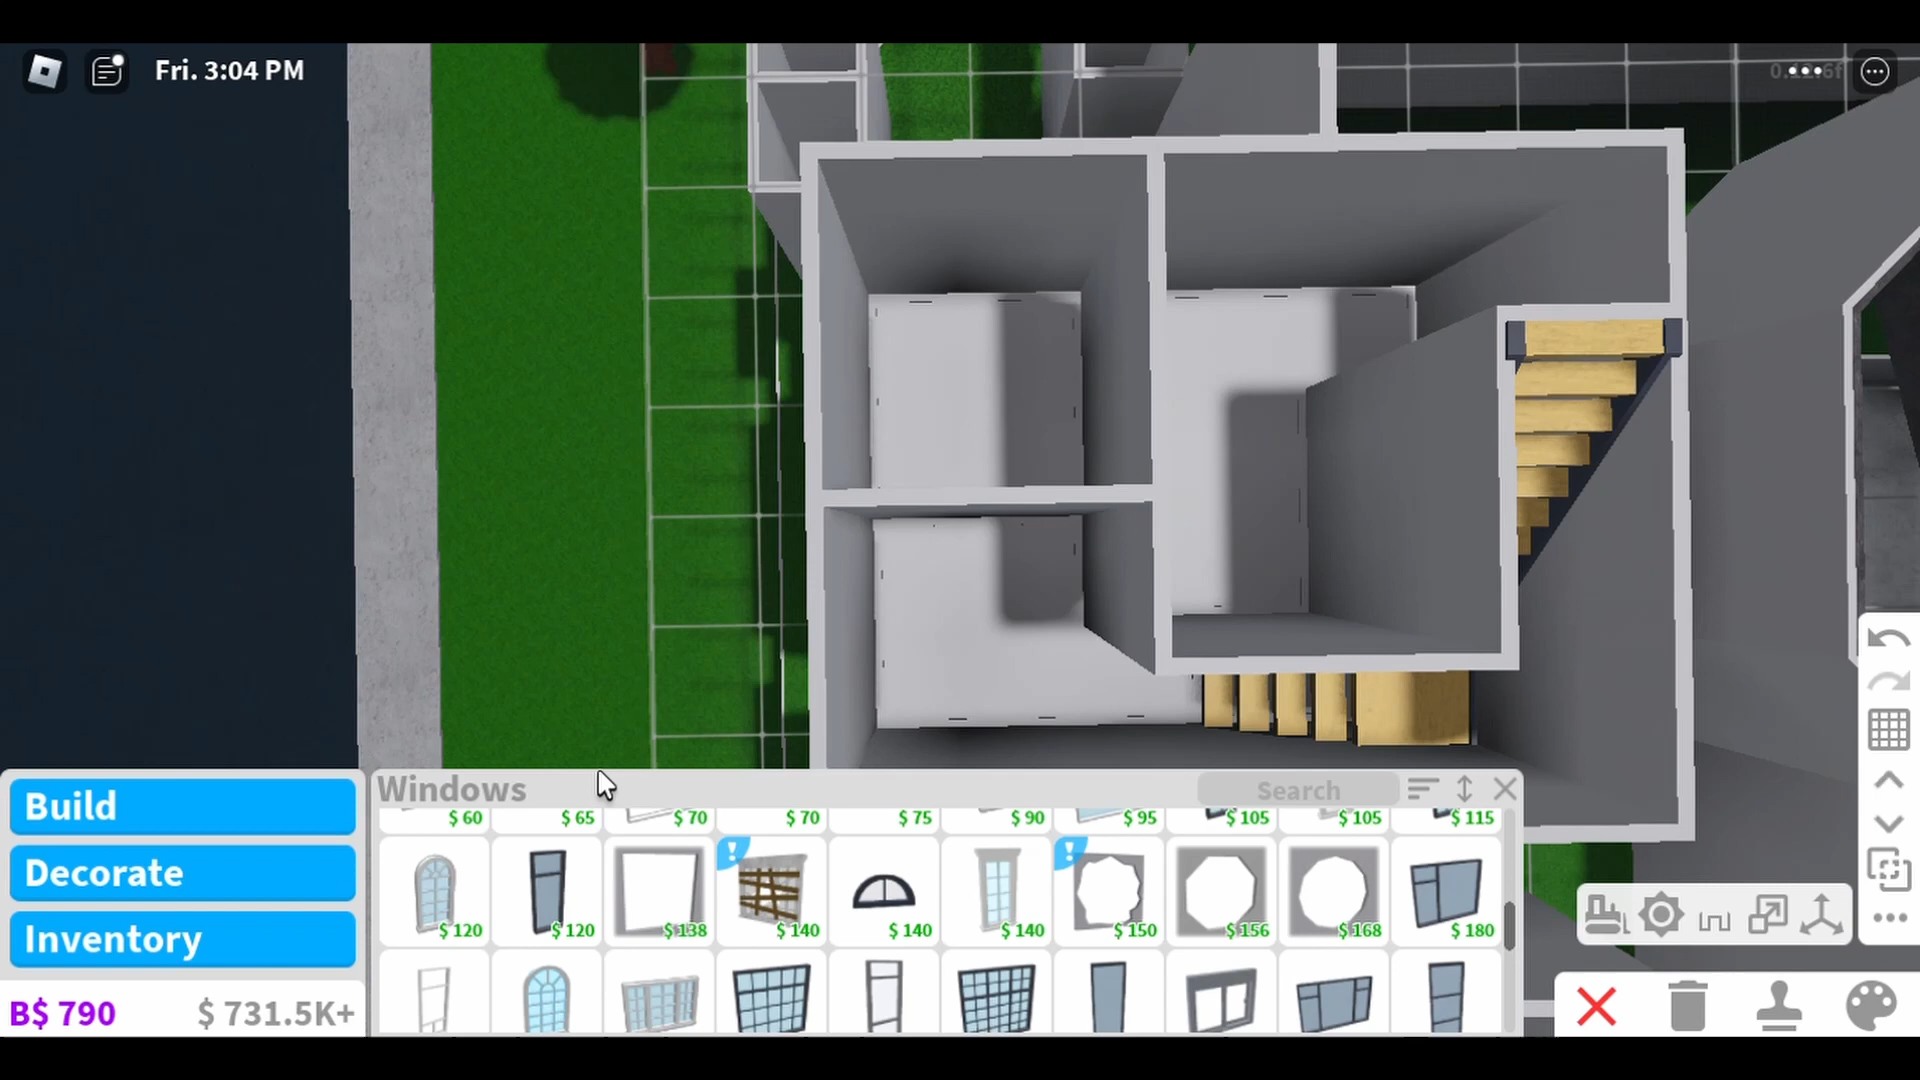 Fri. 3:04 PM
Windows
Search
$ 60
$ 65
$ 70
$ 70
$ 75
$ 90
$ 95
$ 105
$ 105
$ 115
$ 120
$ 120
$ 138
$ 140
$ 140
$ 140
$ 150
$ 156
$ 168
$ 180
Build
Decorate
Inventory
B$ 790
$ 731.5K+